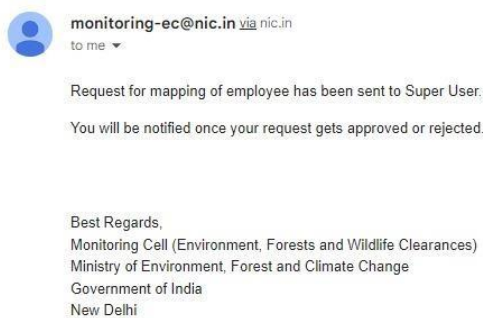 monitoring-ec@nic.in via nic.in
to me
Request for mapping of employee has been sent to Super User.
You will be notified once your request gets approved or rejected.
Best Regards,
Monitoring Cell (Environment, Forests and Wildlife Clearances)
Ministry of Environment, Forest and Climate Change
Government of India
New Delhi